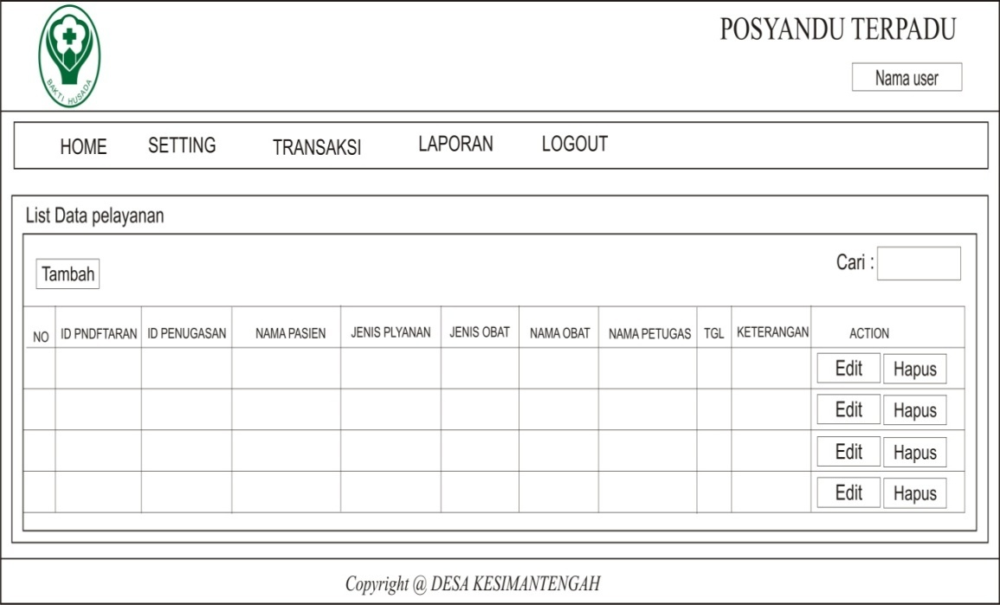 BAKTI HUSADA
POSYANDU TERPADU
Nama user
HOME SETTING TRANSAKSI LAPORAN LOGOUT
List Data pelayanan
Tambah
Cari :
NO ID PNDFTARAN ID PENUGASAN NAMA PASIEN JENIS PLYANAN JENIS OBAT NAMA OBAT NAMA PETUGAS TGL KETERANGAN ACTION
Edit Hapus
Edit Hapus
Edit Hapus
Edit Hapus
Copyright @ DESA KESIMANTENGAH